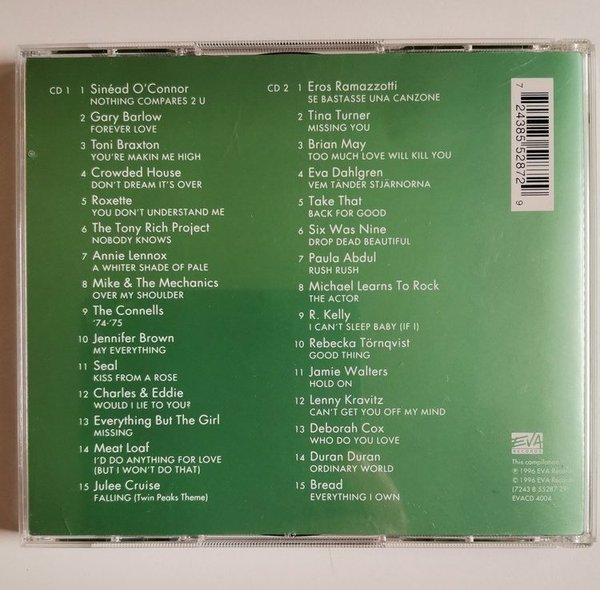 CD 1 1 Sinéad O'Connor
NOTHING COMPARES 2 U
2 Gary Barlow
FOREVER LOVE
3 Toni Braxton
YOU'RE MAKIN ME HIGH
4 Crowded House
DON'T DREAM IT'S OVER
5 Roxette
YOU DON'T UNDERSTAND ME
6 The Tony Rich Project
NOBODY KNOWS
7 Annie Lennox
A WHITER SHADE OF PALE
8 Mike & The Mechanics
OVER MY SHOULDER
9 The Connells
'74-'75
10 Jennifer Brown
MY EVERYTHING
11 Seal
KISS FROM A ROSE
12 Charles & Eddie
WOULD I LIE TO YOU?
13 Everything But The Girl
MISSING
14 Meat Loaf
I'D DO ANYTHING FOR LOVE
(BUT I WON'T DO THAT)
15 Julee Cruise
FALLING (Twin Peaks Theme)
CD 2 1 Eros Ramazzotti
SE BASTASSE UNA CANZONE
2 Tina Turner
MISSING YOU
3 Brian May
TOO MUCH LOVE WILL KILL YOU
4 Eva Dahlgren
VEM TÄNDER STJÄRNORNA
5 Take That
BACK FOR GOOD
6 Six Was Nine
DROP DEAD BEAUTIFUL
7 Paula Abdul
RUSH RUSH
8 Michael Learns To Rock
THE ACTOR
9 R. Kelly
I CAN'T SLEEP BABY (IF I)
10 Rebecka Törnqvist
GOOD THING
11 Jamie Walters
HOLD ON
12 Lenny Kravitz
CAN'T GET YOU OFF MY MIND
13 Deborah Cox
WHO DO YOU LOVE
14 Duran Duran
ORDINARY WORLD
15 Bread
EVERYTHING I OWN
7 24385 52872 9
EVA
RECORDS
This compilation
℗ 1996 EVA Records
© 1996 EVA Records
(7243 8 55287 29)
EVACD 4004